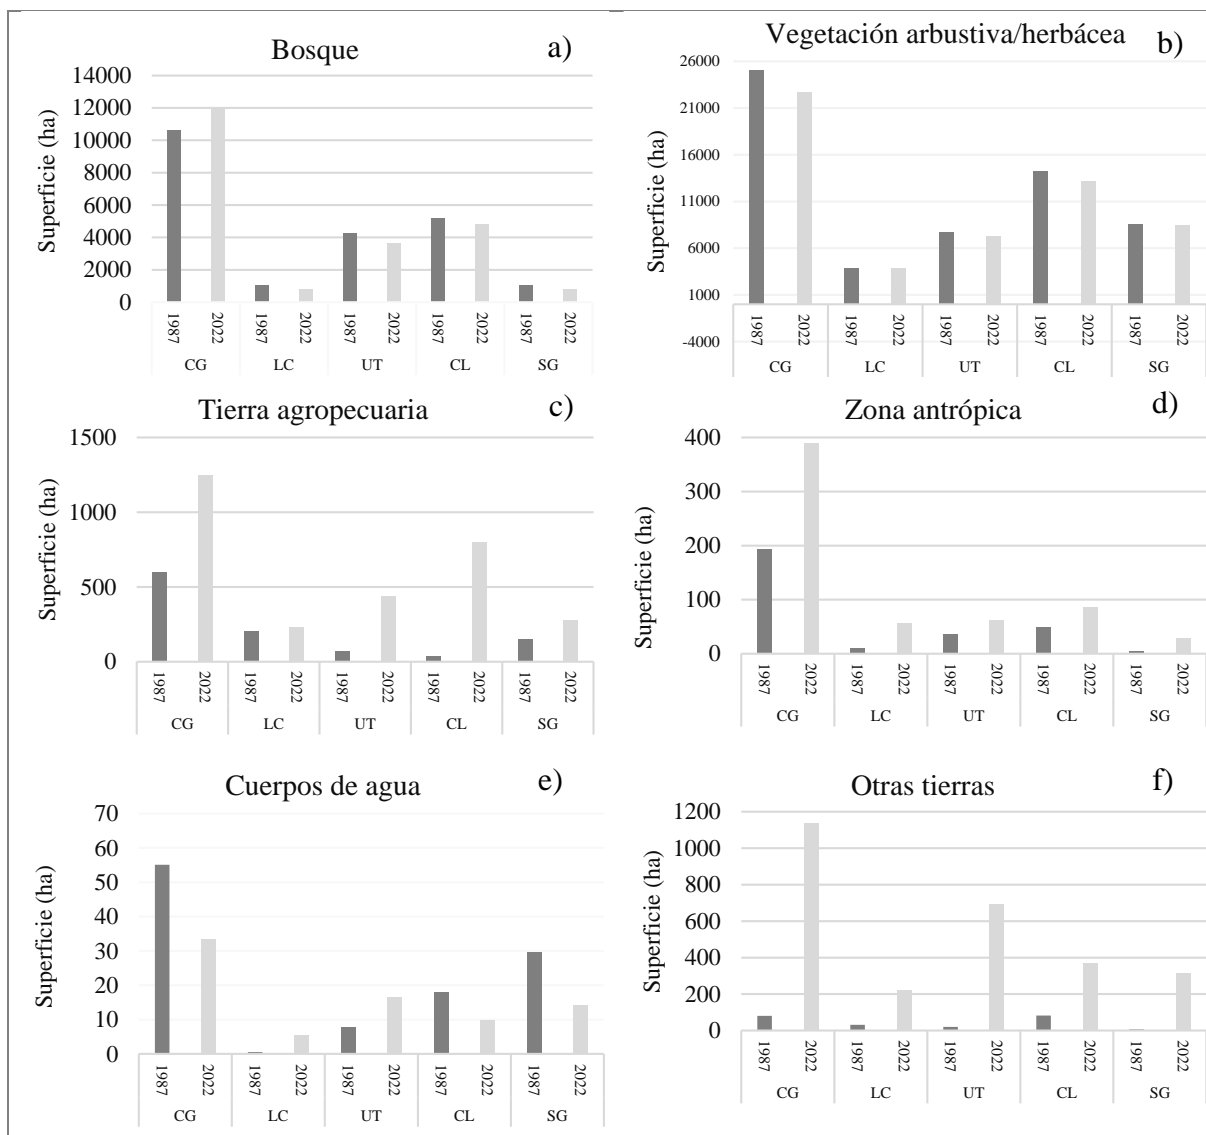 Bosque a)
Superficie (ha)
14000
12000
10000
8000
6000
4000
2000
0
1987 2022 1987 2022 1987 2022 1987 2022 1987 2022
CG LC UT CL SG
Vegetación arbustiva/herbácea b)
Superficie (ha)
26000
21000
16000
11000
6000
1000
-4000
1987 2022 1987 2022 1987 2022 1987 2022 1987 2022
CG LC UT CL SG
Tierra agropecuaria c)
Superficie (ha)
1500
1000
500
0
1987 2022 1987 2022 1987 2022 1987 2022 1987 2022
CG LC UT CL SG
Zona antrópica d)
Superficie (ha)
400
300
200
100
0
1987 2022 1987 2022 1987 2022 1987 2022 1987 2022
CG LC UT CL SG
Cuerpos de agua e)
Superficie (ha)
70
60
50
40
30
20
10
0
1987 2022 1987 2022 1987 2022 1987 2022 1987 2022
CG LC UT CL SG
Otras tierras f)
Superficie (ha)
1200
1000
800
600
400
200
0
1987 2022 1987 2022 1987 2022 1987 2022 1987 2022
CG LC UT CL SG